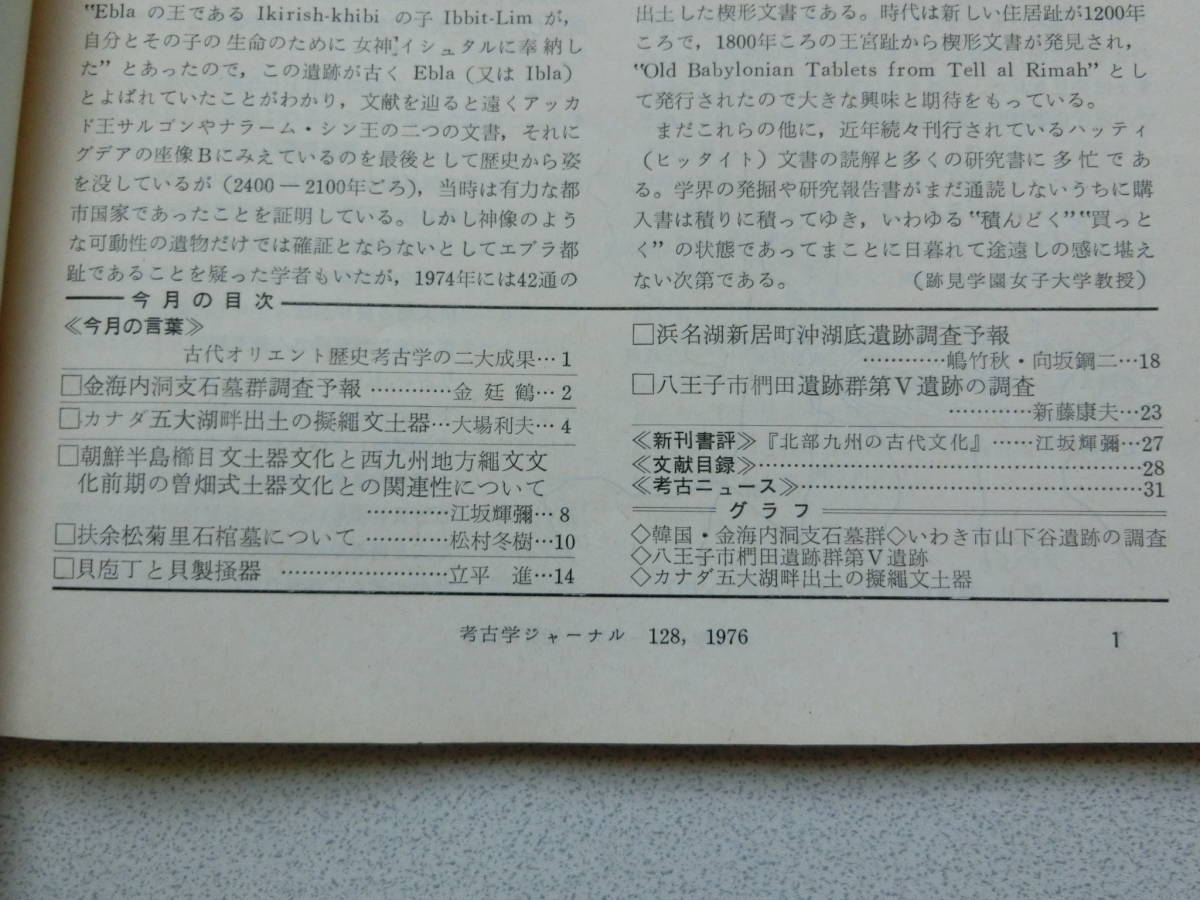 "Ebla の王である Ikirish-khibi の子 Ibbit-Lim が,
自分とその子の生命のために女神イシュタルに奉納し
た"とあったので,この遺跡が古く Ebla (又は Ibla)
とよばれていたことがわかり,文献を辿ると遠くアッカ
ド王サルゴンやナラーム・シン王の二つの文書,それに
グデアの座像Bにみえているのを最後として歴史から姿
を没しているが(2400—2100年ごろ),当時は有力な都
市国家であったことを証明している。しかし神像のよう
な可動性の遺物だけでは確証とならないとしてエブラ都
趾であることを疑った学者もいたが,1974年には42通の
出土した楔形文書である。時代は新しい住居趾が1200年
ころで,1800年ころの王宮趾から楔形文書が発見され,
"Old Babylonian Tablets from Tell al Rimah"とし
て発行されたので大きな興味と期待をもっている。
まだこれらの他に,近年続々刊行されているハッティ
(ヒッタイト)文書の読解と多くの研究書に多忙であ
る。学界の発掘や研究報告書がまだ通読しないうちに購
入書は積りに積ってゆき,いわゆる"積んどく""買っと
く"の状態であってまことに日暮れて途遠しの感に堪え
ない次第である。 (跡見学園女子大学教授)
今月の目次
≪今月の言葉≫
古代オリエント歴史考古学の二大成果…1
□金海内洞支石墓群調査予報…………金廷鶴…2
□カナダ五大湖畔出土の擬縄文土器…大場利夫…4
□朝鮮半島櫛目文土器文化と西九州地方縄文文
化前期の曽畑式土器文化との関連性について
…………江坂輝彌…8
□扶余松菊里石棺墓について…………松村冬樹…10
□貝庖丁と貝製掻器……………………立平 進…14
□浜名湖新居町沖湖底遺跡調査予報
…………嶋竹秋・向坂鋼二…18
□八王子市椚田遺跡群第Ⅴ遺跡の調査
…………新藤康夫…23
≪新刊書評≫『北部九州の古代文化』……江坂輝彌…27
≪文献目録≫……………………………………28
≪考古ニュース≫………………………………31
グラフ
◇韓国・金海内洞支石墓群◇いわき市山下谷遺跡の調査
◇八王子市椚田遺跡群第Ⅴ遺跡
◇カナダ五大湖畔出土の擬縄文土器
考古学ジャーナル 128, 1976
1